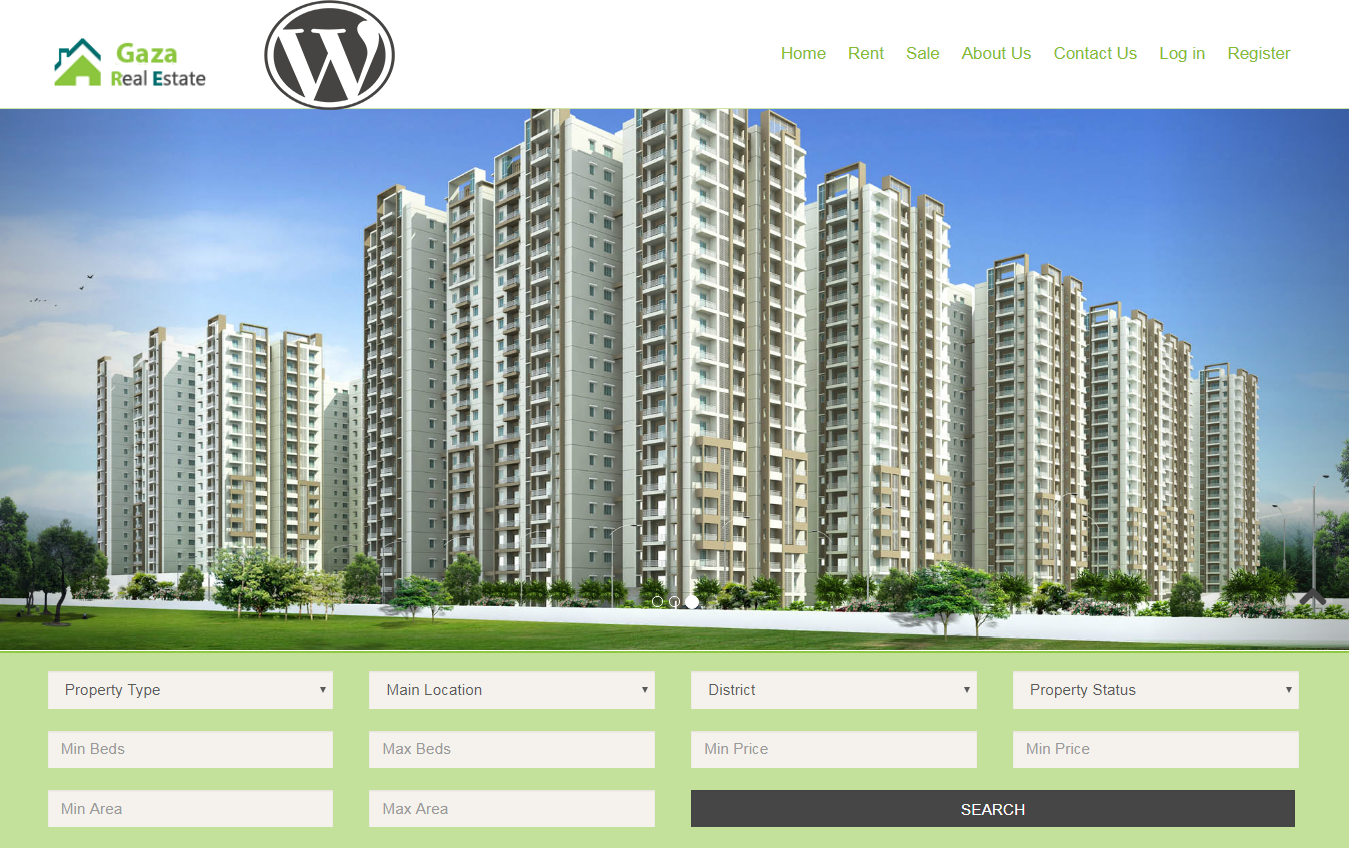 Gaza
Real Estate
W
Home Rent Sale About Us Contact Us Log in Register
Property Type Main Location District Property Status
Min Beds Max Beds Min Price Min Price
Min Area Max Area SEARCH